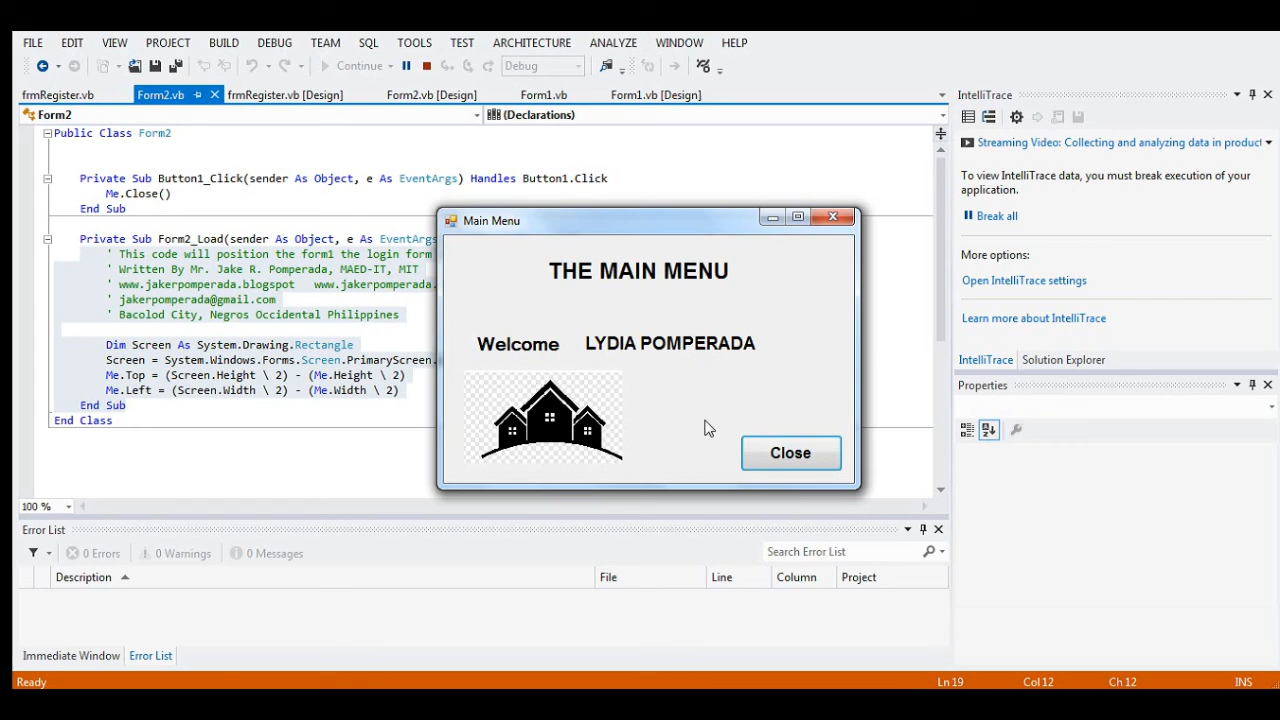 FILE EDIT VIEW PROJECT BUILD DEBUG TEAM SQL TOOLS TEST ARCHITECTURE ANALYZE WINDOW HELP
Continue Debug
frmRegister.vb Form2.vb frmRegister.vb [Design] Form2.vb [Design] Form1.vb Form1.vb [Design]
Form2 (Declarations)
Public Class Form2
Private Sub Button1_Click(sender As Object, e As EventArgs) Handles Button1.Click
Me.Close()
End Sub
Private Sub Form2_Load(sender As Object, e As EventArgs
' This code will position the form1 the login form
' Written By Mr. Jake R. Pomperada, MAED-IT, MIT
' www.jakerpomperada.blogspot www.jakerpomperada.
' jakerpomperada@gmail.com
' Bacolod City, Negros Occidental Philippines
Dim Screen As System.Drawing.Rectangle
Screen = System.Windows.Forms.Screen.PrimaryScreen.
Me.Top = (Screen.Height \ 2) - (Me.Height \ 2)
Me.Left = (Screen.Width \ 2) - (Me.Width \ 2)
End Sub
End Class
100 %
Main Menu
THE MAIN MENU
Welcome LYDIA POMPERADA
Close
IntelliTrace
Streaming Video: Collecting and analyzing data in product
To view IntelliTrace data, you must break execution of your
application.
Break all
More options:
Open IntelliTrace settings
Learn more about IntelliTrace
IntelliTrace Solution Explorer
Properties
Error List
0 Errors 0 Warnings 0 Messages Search Error List
Description File Line Column Project
Immediate Window Error List
Ready Ln 19 Col 12 Ch 12 INS